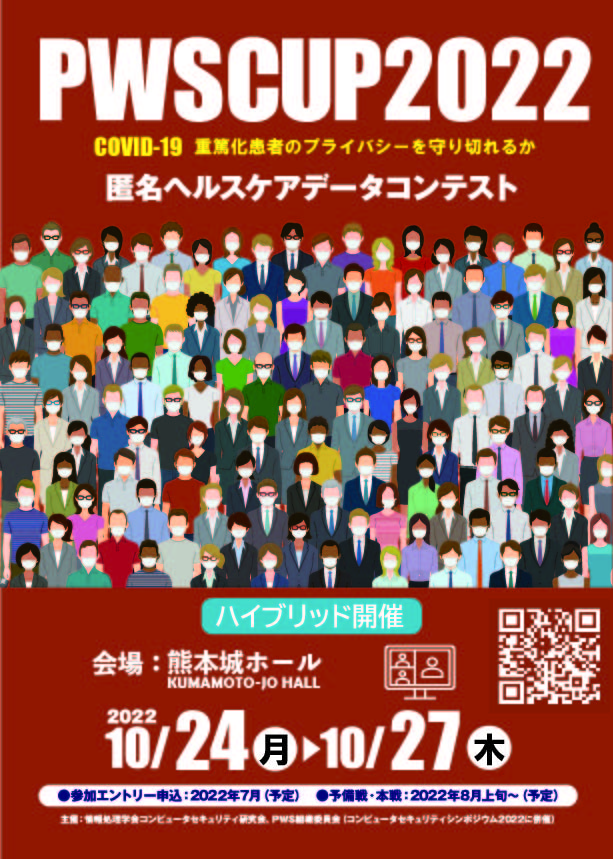 PWSCUP2022
COVID-19 重篤化患者のプライバシーを守り切れるか
匿名ヘルスケアデータコンテスト
ハイブリッド開催
会場：熊本城ホール
KUMAMOTO-JO HALL
2022
10/24月▶10/27木
●参加エントリー申込：2022年7月（予定） ●予備戦・本戦：2022年8月上旬～（予定）
主催：情報処理学会コンピュータセキュリティ研究会、PWS組織委員会（コンピュータセキュリティシンポジウム2022に併催）